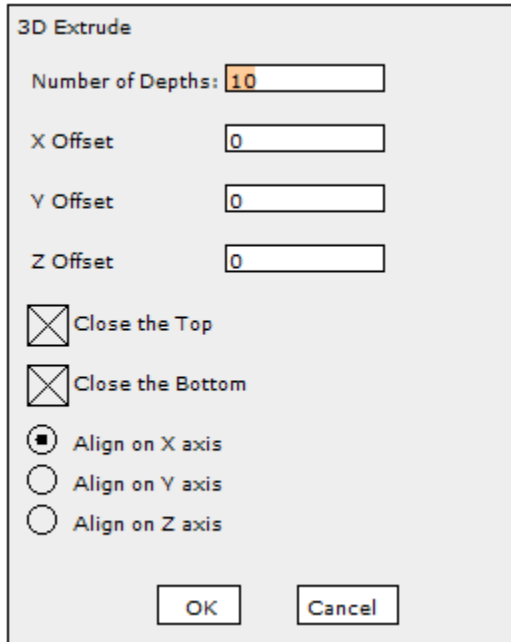 3D Extrude
Number of Depths: 10
X Offset 0
Y Offset 0
Z Offset 0
Close the Top
Close the Bottom
Align on X axis
Align on Y axis
Align on Z axis
OK Cancel